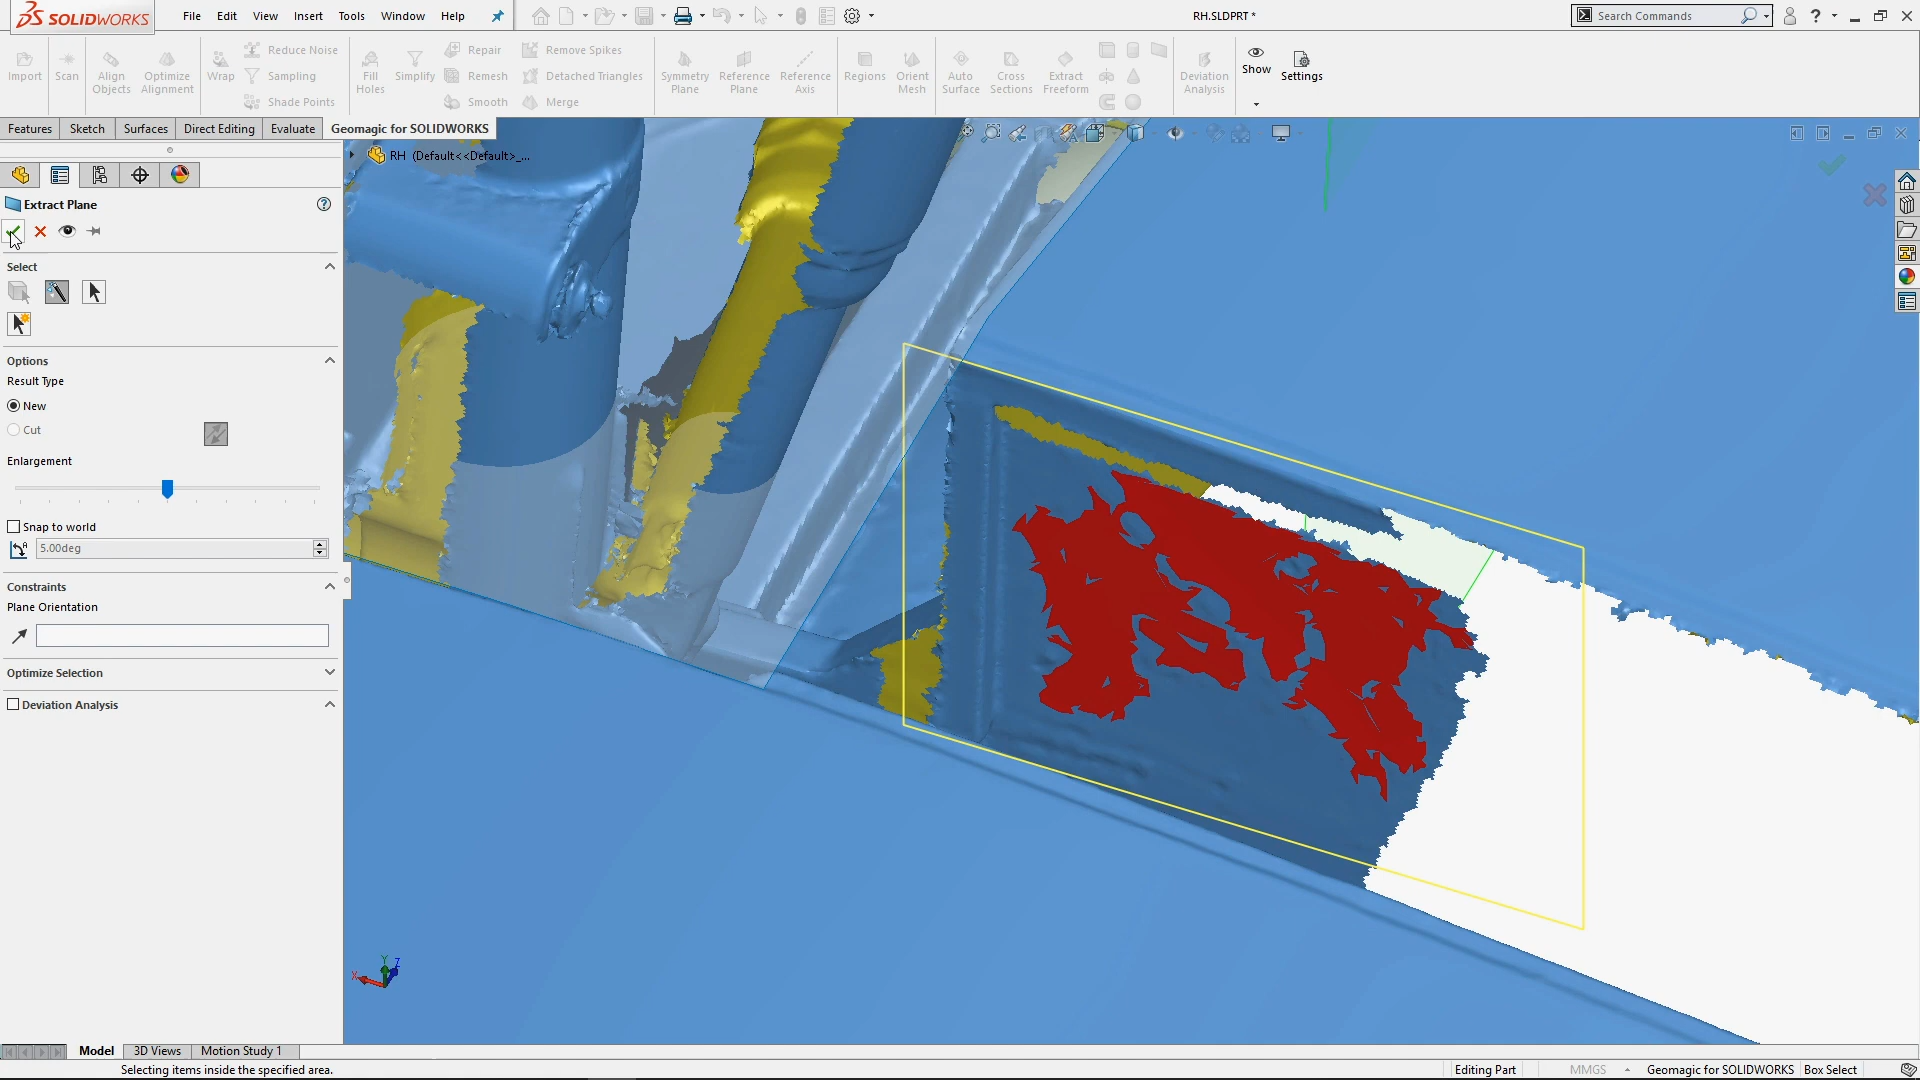 SOLIDWORKS
File Edit View Insert Tools Window Help
RH.SLDPRT *
Search Commands
Import
Scan
Align Objects
Optimize Alignment
Wrap
Reduce Noise
Sampling
Shade Points
Fill Holes
Simplify
Repair
Remesh
Smooth
Remove Spikes
Detached Triangles
Merge
Symmetry Plane
Reference Plane
Reference Axis
Regions
Orient Mesh
Auto Surface
Cross Sections
Extract Freeform
Deviation Analysis
Show
Settings
Features Sketch Surfaces Direct Editing Evaluate Geomagic for SOLIDWORKS
RH (Default<<Default>_...
Extract Plane
Select
Options
Result Type
New
Cut
Enlargement
Snap to world
5.00deg
Constraints
Plane Orientation
Optimize Selection
Deviation Analysis
Y
Z
X
Model 3D Views Motion Study 1
Selecting items inside the specified area.
Editing Part
MMGS
Geomagic for SOLIDWORKS
Box Select